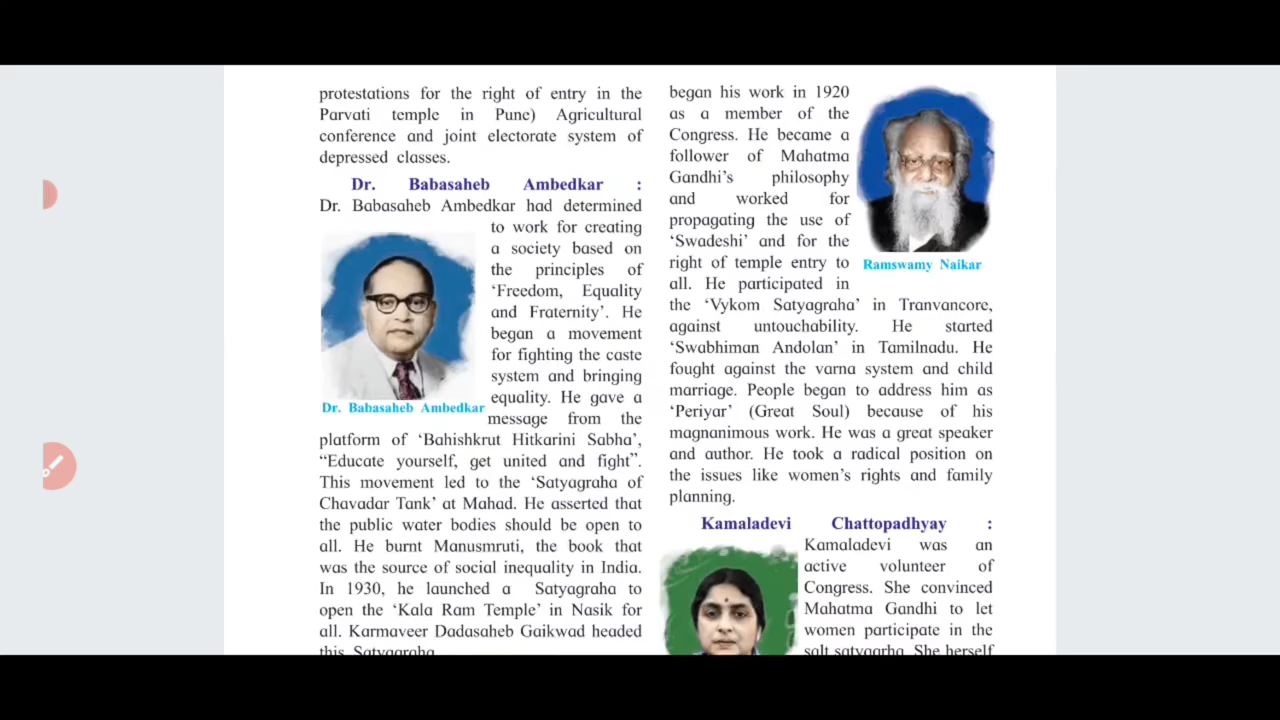 protestations for the right of entry in the
Parvati temple in Pune) Agricultural
conference and joint electorate system of
depressed classes.
Dr. Babasaheb Ambedkar :
Dr. Babasaheb Ambedkar had determined
to work for creating
a society based on
the principles of
‘Freedom, Equality
and Fraternity’. He
began a movement
for fighting the caste
system and bringing
equality. He gave a
Dr. Babasaheb Ambedkar
message from the
platform of ‘Bahishkrut Hitkarini Sabha’,
“Educate yourself, get united and fight”.
This movement led to the ‘Satyagraha of
Chavadar Tank’ at Mahad. He asserted that
the public water bodies should be open to
all. He burnt Manusmruti, the book that
was the source of social inequality in India.
In 1930, he launched a Satyagraha to
open the ‘Kala Ram Temple’ in Nasik for
all. Karmaveer Dadasaheb Gaikwad headed
this Satyagraha.
began his work in 1920
as a member of the
Congress. He became a
follower of Mahatma
Gandhi’s philosophy
and worked for
propagating the use of
‘Swadeshi’ and for the
right of temple entry to
Ramswamy Naikar
all. He participated in
the ‘Vykom Satyagraha’ in Tranvancore,
against untouchability. He started
‘Swabhiman Andolan’ in Tamilnadu. He
fought against the varna system and child
marriage. People began to address him as
‘Periyar’ (Great Soul) because of his
magnanimous work. He was a great speaker
and author. He took a radical position on
the issues like women’s rights and family
planning.
Kamaladevi Chattopadhyay :
Kamaladevi was an
active volunteer of
Congress. She convinced
Mahatma Gandhi to let
women participate in the
salt satyagrha. She herself